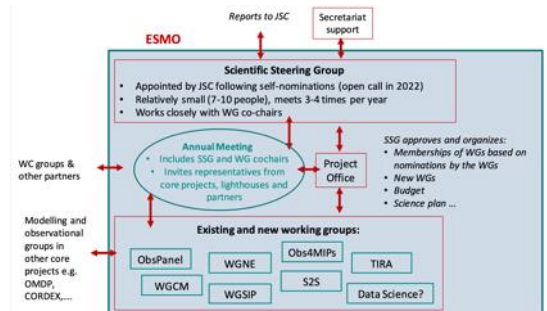 Reports to JSC
Secretariat
support
ESMO
Scientific Steering Group
• Appointed by JSC following self-nominations (open call in 2022)
• Relatively small (7-10 people), meets 3-4 times per year
• Works closely with WG co-chairs
Annual Meeting
• Includes SSG and WG cochairs
• Invites representatives from
core projects, lighthouses and
partners
Project
Office
SSG approves and organizes:
• Memberships of WGs based on
nominations by the WGs
• New WGs
• Budget
• Science plan ...
WC groups &
other partners
Modelling and
observational
groups in
other core
projects e.g.
OMDP,
CORDEX,....
Existing and new working groups:
ObsPanel
WGNE
Obs4MIPs
TIRA
WGCM
WGSIP
S2S
Data Science?